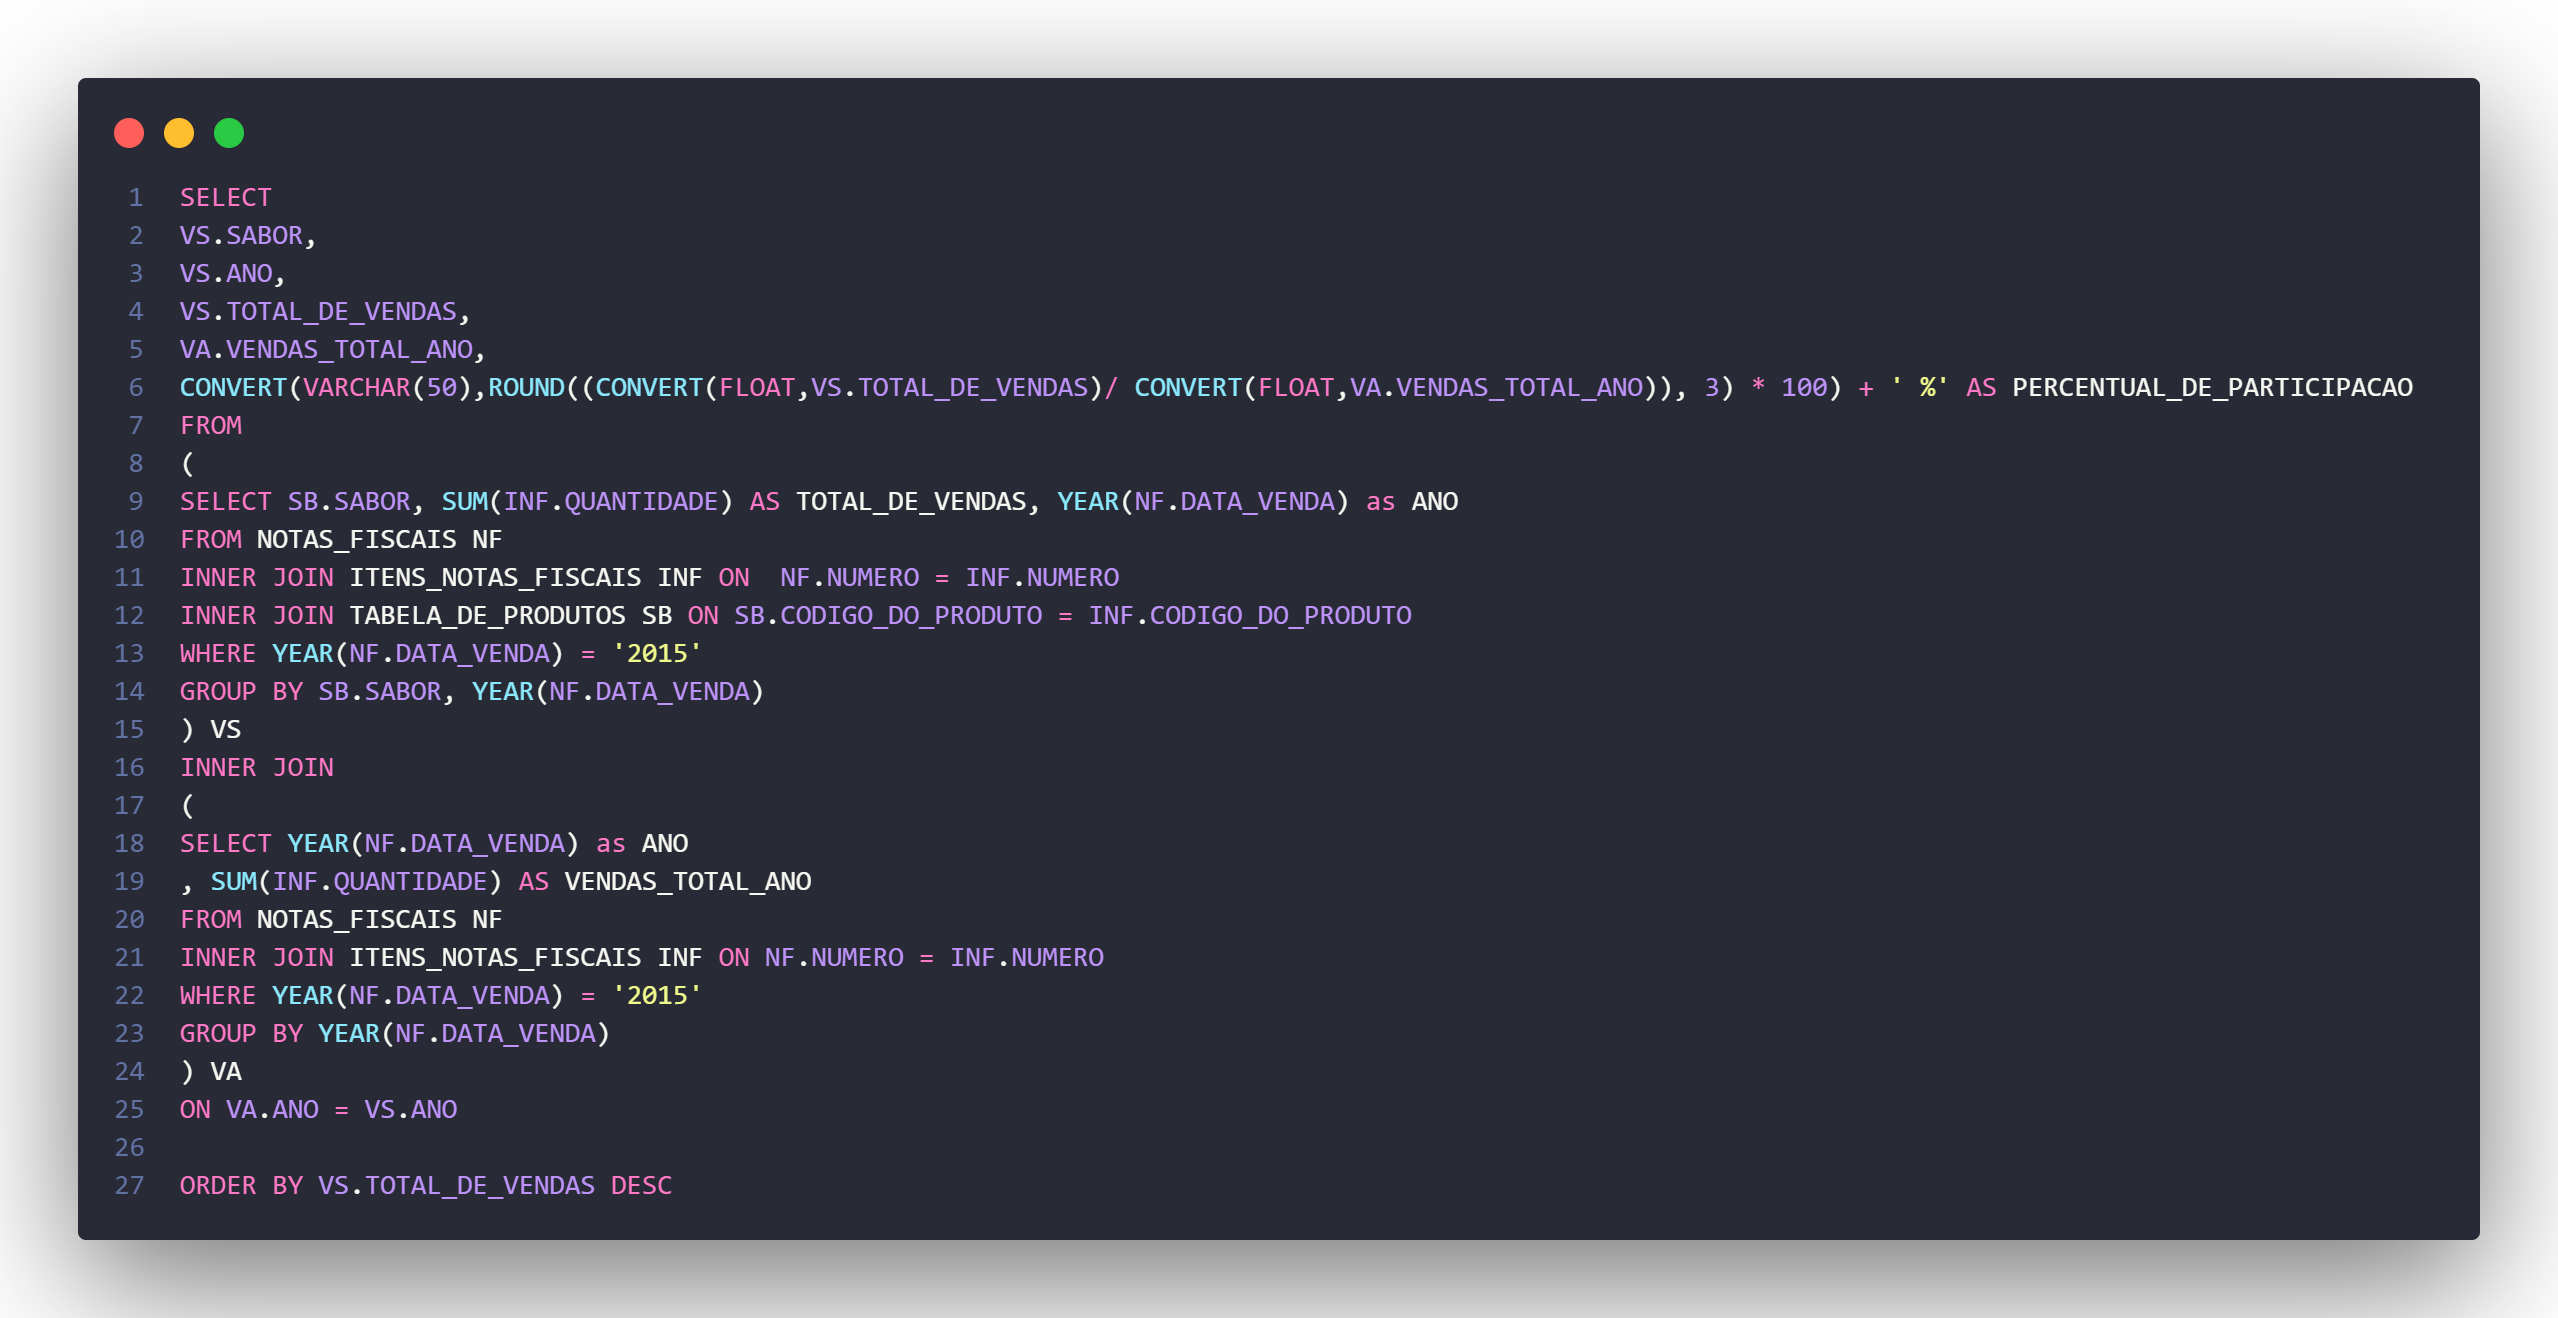 1 SELECT
2 VS.SABOR,
3 VS.ANO,
4 VS.TOTAL_DE_VENDAS,
5 VA.VENDAS_TOTAL_ANO,
6 CONVERT(VARCHAR(50),ROUND((CONVERT(FLOAT,VS.TOTAL_DE_VENDAS)/ CONVERT(FLOAT,VA.VENDAS_TOTAL_ANO)), 3) * 100) + ' %' AS PERCENTUAL_DE_PARTICIPACAO
7 FROM
8 (
9 SELECT SB.SABOR, SUM(INF.QUANTIDADE) AS TOTAL_DE_VENDAS, YEAR(NF.DATA_VENDA) as ANO
10 FROM NOTAS_FISCAIS NF
11 INNER JOIN ITENS_NOTAS_FISCAIS INF ON  NF.NUMERO = INF.NUMERO
12 INNER JOIN TABELA_DE_PRODUTOS SB ON SB.CODIGO_DO_PRODUTO = INF.CODIGO_DO_PRODUTO
13 WHERE YEAR(NF.DATA_VENDA) = '2015'
14 GROUP BY SB.SABOR, YEAR(NF.DATA_VENDA)
15 ) VS
16 INNER JOIN
17 (
18 SELECT YEAR(NF.DATA_VENDA) as ANO
19 , SUM(INF.QUANTIDADE) AS VENDAS_TOTAL_ANO
20 FROM NOTAS_FISCAIS NF
21 INNER JOIN ITENS_NOTAS_FISCAIS INF ON NF.NUMERO = INF.NUMERO
22 WHERE YEAR(NF.DATA_VENDA) = '2015'
23 GROUP BY YEAR(NF.DATA_VENDA)
24 ) VA
25 ON VA.ANO = VS.ANO
26
27 ORDER BY VS.TOTAL_DE_VENDAS DESC